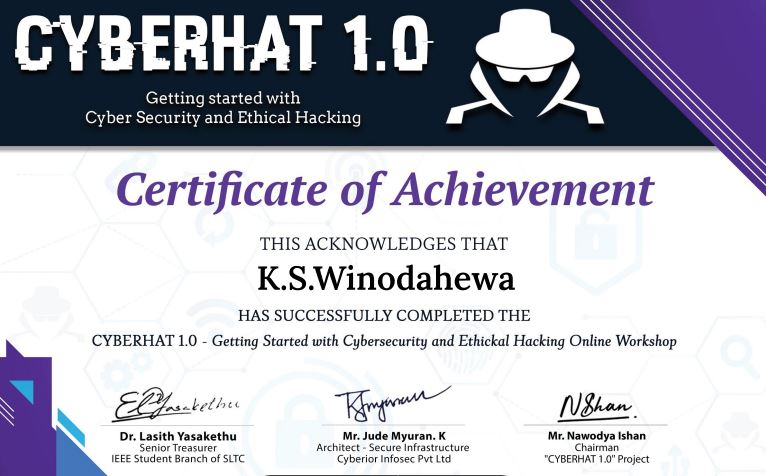 CYBERHAT 1.0
Getting started with
Cyber Security and Ethical Hacking
Certificate of Achievement
THIS ACKNOWLEDGES THAT
K.S.Winodahewa
HAS SUCCESSFULLY COMPLETED THE
CYBERHAT 1.0 - Getting Started with Cybersecurity and Ethickal Hacking Online Workshop
EYasakethu
NShan.
Dr. Lasith Yasakethu
Senior Treasurer
IEEE Student Branch of SLTC
Mr. Jude Myuran. K
Architect - Secure Infrastructure
Cyberior Infosec Pvt Ltd
Mr. Nawodya Ishan
Chairman
"CYBERHAT 1.0" Project